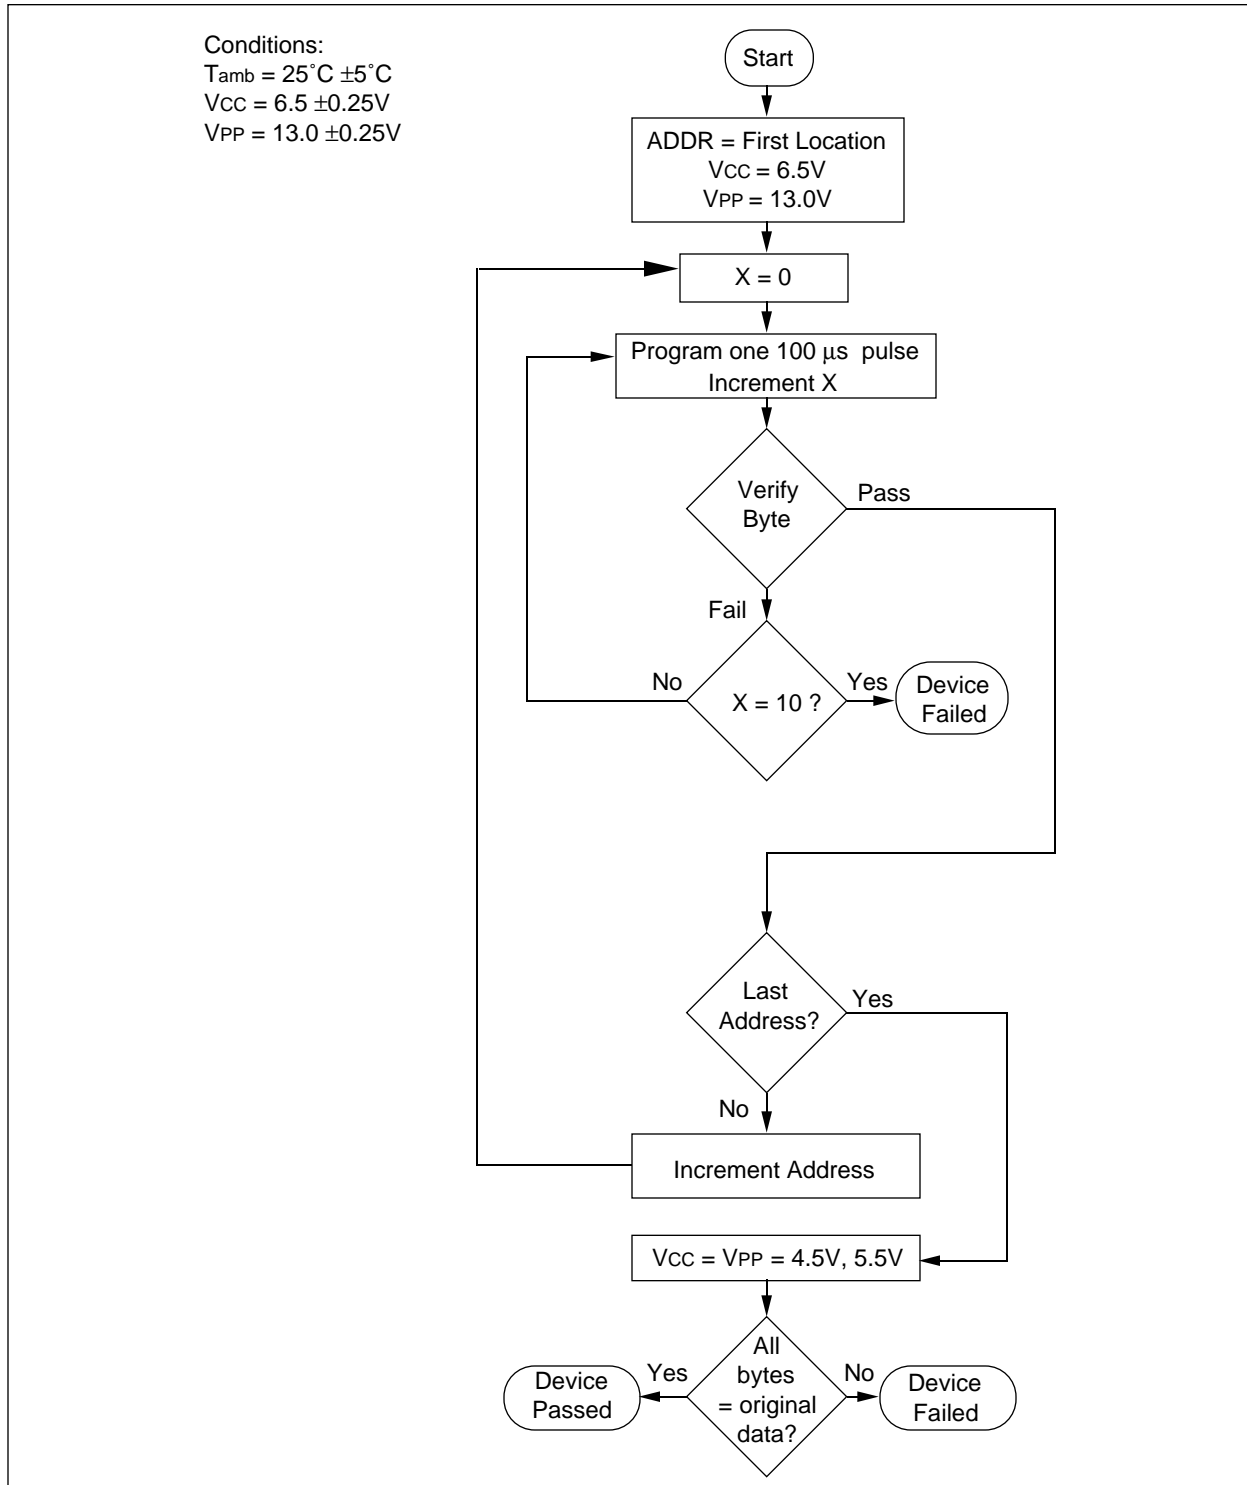 Conditions:
Tamb = 25˚C ±5˚C
VCC = 6.5 ±0.25V
VPP = 13.0 ±0.25V
Start
ADDR = First Location
VCC = 6.5V
VPP = 13.0V
X = 0
Program one 100 µs pulse
Increment X
Verify
Byte
Pass
Fail
X = 10 ?
No
Yes
Device
Failed
Last
Address?
Yes
No
Increment Address
VCC = VPP = 4.5V, 5.5V
All
bytes
= original
data?
Yes
No
Device
Passed
Device
Failed